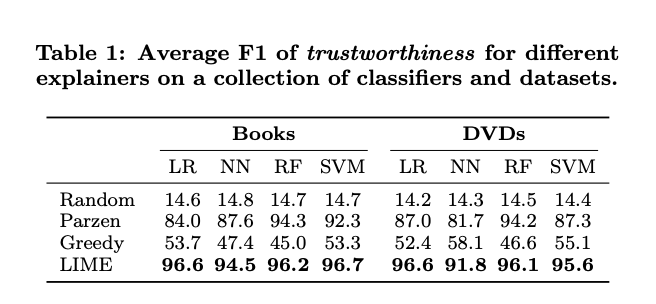 Table 1: Average F1 of trustworthiness for different
explainers on a collection of classifiers and datasets.
Books DVDs
LR NN RF SVM LR NN RF SVM
Random 14.6 14.8 14.7 14.7 14.2 14.3 14.5 14.4
Parzen 84.0 87.6 94.3 92.3 87.0 81.7 94.2 87.3
Greedy 53.7 47.4 45.0 53.3 52.4 58.1 46.6 55.1
LIME 96.6 94.5 96.2 96.7 96.6 91.8 96.1 95.6